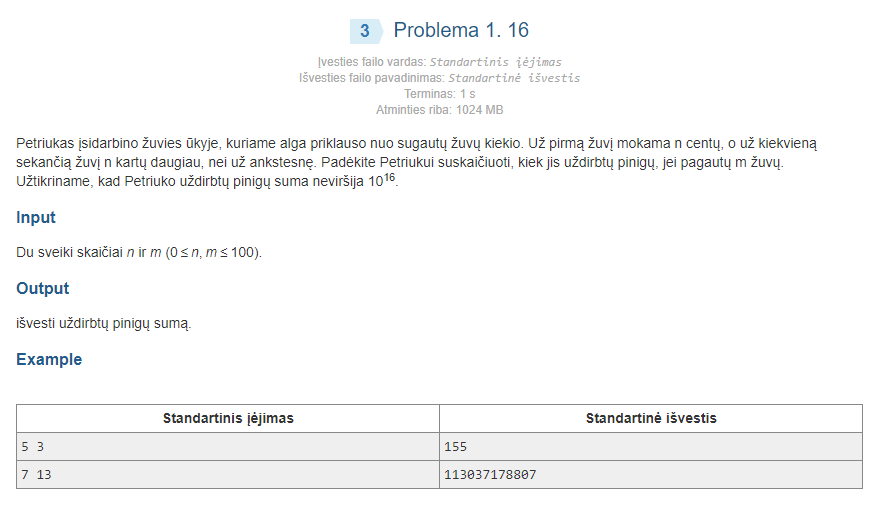 3 Problema 1. 16
Įvesties failo vardas: Standartinis įėjimas
Išvesties failo pavadinimas: Standartinė išvestis
Terminas: 1 s
Atminties riba: 1024 MB
Petriukas įsidarbino žuvies ūkyje, kuriame alga priklauso nuo sugautų žuvų kiekio. Už pirmą žuvį mokama n centų, o už kiekvieną
sekančią žuvį n kartų daugiau, nei už ankstesnę. Padėkite Petriukui suskaičiuoti, kiek jis uždirbtų pinigų, jei pagautų m žuvų.
Užtikriname, kad Petriuko uždirbtų pinigų suma neviršija 10¹⁶.
Input
Du sveiki skaičiai n ir m (0 ≤ n, m ≤ 100).
Output
išvesti uždirbtų pinigų sumą.
Example
Standartinis įėjimas Standartinė išvestis
5 3 155
7 13 113037178807